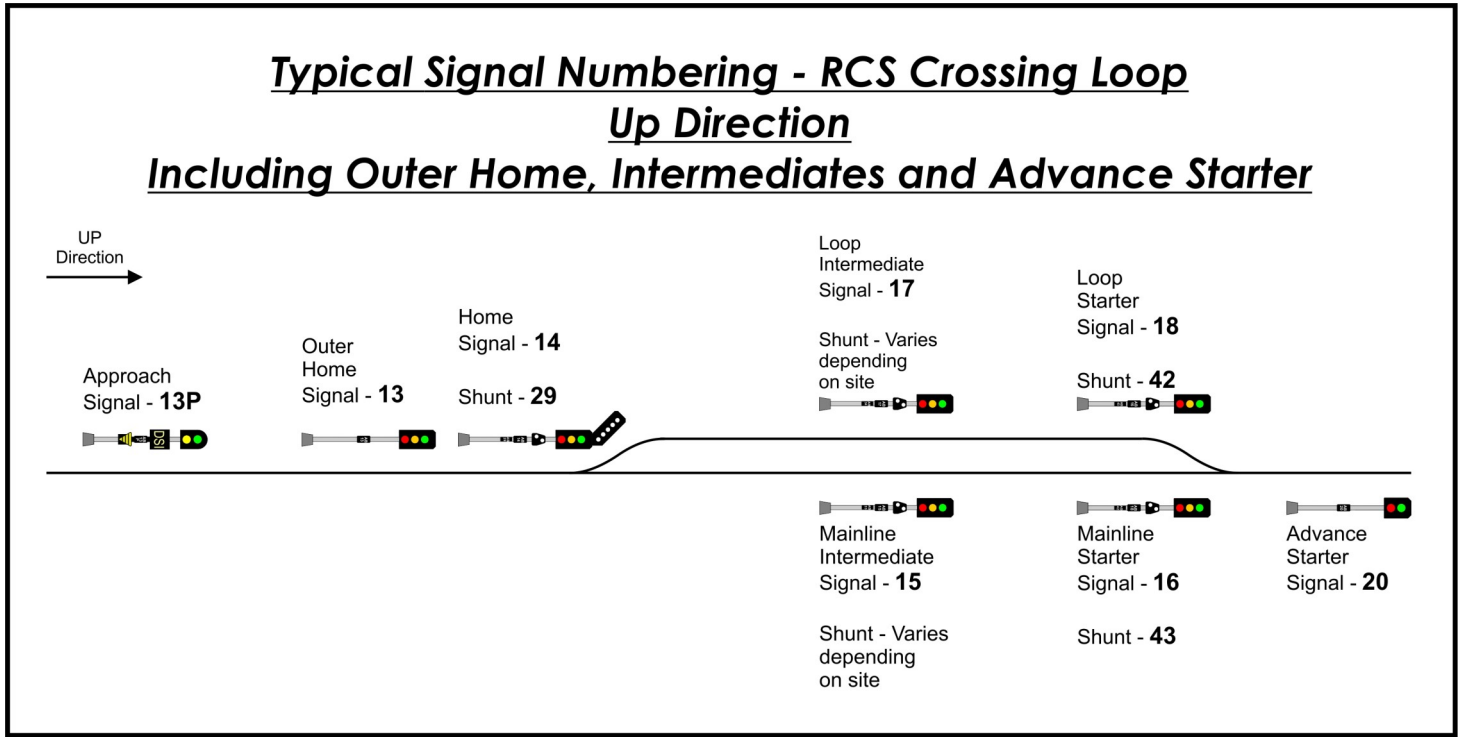 Typical Signal Numbering - RCS Crossing Loop
Up Direction
Including Outer Home, Intermediates and Advance Starter
UP
Direction
Approach
Signal - 13P
DSI
Outer
Home
Signal - 13
Home
Signal - 14
Shunt - 29
Loop
Intermediate
Signal - 17
Shunt - Varies
depending
on site
Loop
Starter
Signal - 18
Shunt - 42
Mainline
Intermediate
Signal - 15
Shunt - Varies
depending
on site
Mainline
Starter
Signal - 16
Shunt - 43
Advance
Starter
Signal - 20